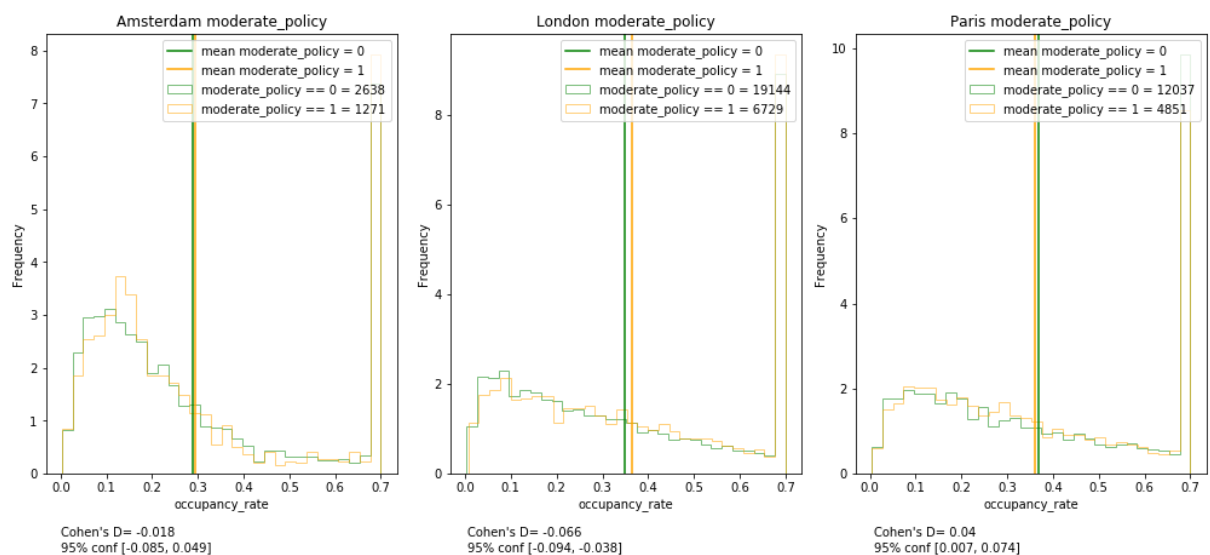 Amsterdam moderate_policy
mean moderate_policy = 0
mean moderate_policy = 1
moderate_policy == 0 = 2638
moderate_policy == 1 = 1271
8
7
6
5
4
3
2
1
0
Frequency
0.0 0.1 0.2 0.3 0.4 0.5 0.6 0.7
occupancy_rate
Cohen's D= -0.018
95% conf [-0.085, 0.049]
London moderate_policy
mean moderate_policy = 0
mean moderate_policy = 1
moderate_policy == 0 = 19144
moderate_policy == 1 = 6729
8
6
4
2
0
Frequency
0.0 0.1 0.2 0.3 0.4 0.5 0.6 0.7
occupancy_rate
Cohen's D= -0.066
95% conf [-0.094, -0.038]
Paris moderate_policy
mean moderate_policy = 0
mean moderate_policy = 1
moderate_policy == 0 = 12037
moderate_policy == 1 = 4851
10
8
6
4
2
0
Frequency
0.0 0.1 0.2 0.3 0.4 0.5 0.6 0.7
occupancy_rate
Cohen's D= 0.04
95% conf [0.007, 0.074]